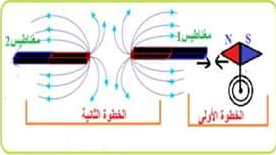 مغناطيس2
مغناطيس1
N S
الخطوة الثانية
الخطوة الأولى